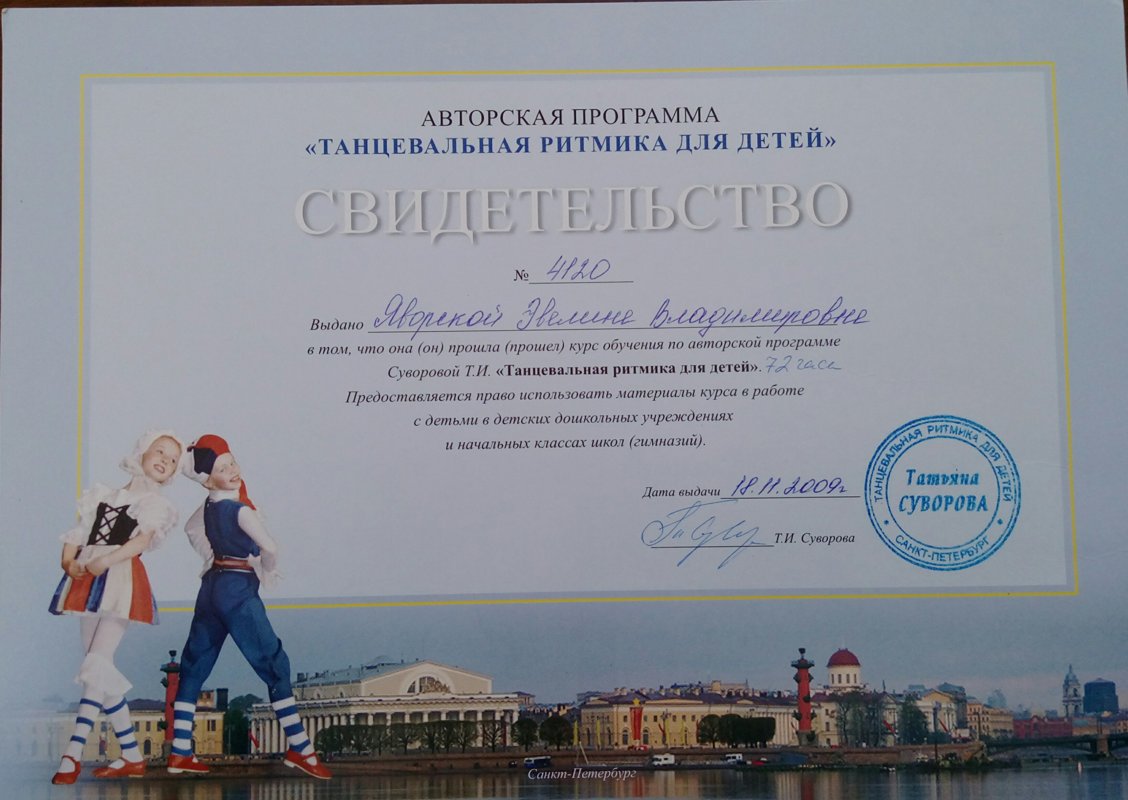 АВТОРСКАЯ ПРОГРАММА
«ТАНЦЕВАЛЬНАЯ РИТМИКА ДЛЯ ДЕТЕЙ»
СВИДЕТЕЛЬСТВО
№ 4120
Выдано Яворской Эвелине Владимировне
в том, что она (он) прошла (прошел) курс обучения по авторской программе
Суворовой Т.И. «Танцевальная ритмика для детей». 72 часа
Предоставляется право использовать материалы курса в работе
с детьми в детских дошкольных учреждениях
и начальных классах школ (гимназий).
Дата выдачи 18.11.2009г
Т.И. Суворова
ТАНЦЕВАЛЬНАЯ РИТМИКА ДЛЯ ДЕТЕЙ
Татьяна
СУВОРОВА
САНКТ-ПЕТЕРБУРГ
Санкт-Петербург